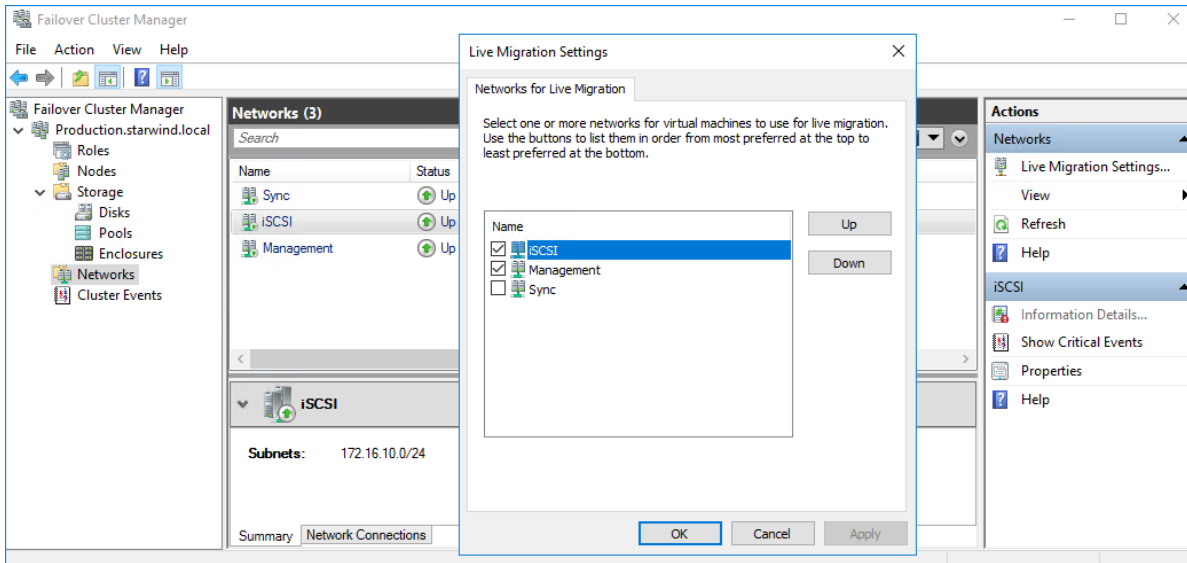 Failover Cluster Manager
File Action View Help
Failover Cluster Manager
Production.starwind.local
Roles
Nodes
Storage
Disks
Pools
Enclosures
Networks
Cluster Events
Networks (3)
Search
Name Status
Sync Up
iSCSI Up
Management Up
iSCSI
Subnets: 172.16.10.0/24
Summary Network Connections
Live Migration Settings
Networks for Live Migration
Select one or more networks for virtual machines to use for live migration.
Use the buttons to list them in order from most preferred at the top to
least preferred at the bottom.
Name
iSCSI
Management
Sync
Up
Down
OK Cancel Apply
Actions
Networks
Live Migration Settings...
View
Refresh
Help
iSCSI
Information Details...
Show Critical Events
Properties
Help